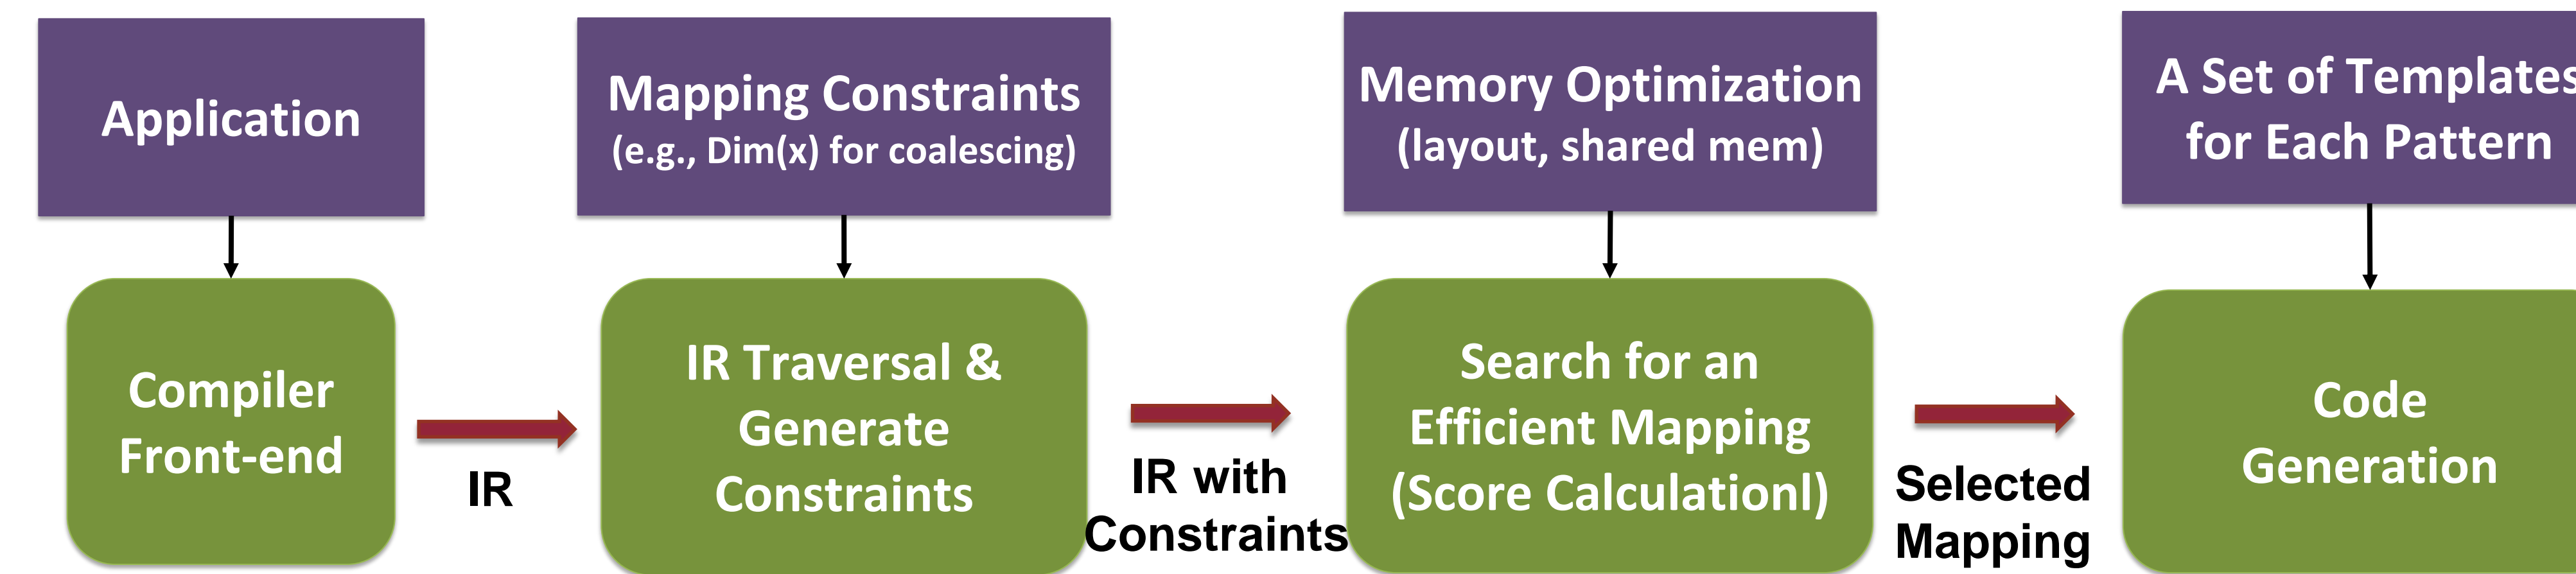 Application
Mapping Constraints
(e.g., Dim(x) for coalescing)
Memory Optimization
(layout, shared mem)
A Set of Templates
for Each Pattern
Compiler
Front-end
IR
IR Traversal &
Generate
Constraints
IR with
Constraints
Search for an
Efficient Mapping
(Score Calculationl)
Selected
Mapping
Code
Generation